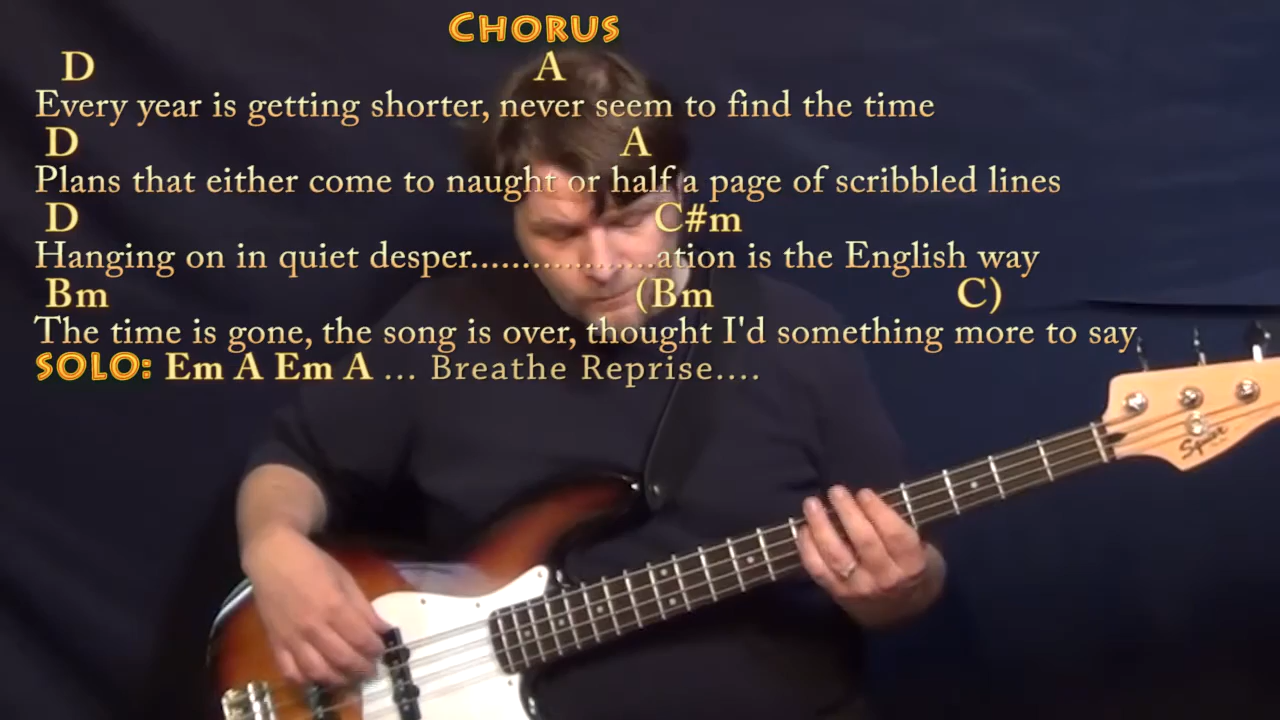 CHORUS
D A
Every year is getting shorter, never seem to find the time
D A
Plans that either come to naught or half a page of scribbled lines
D C#m
Hanging on in quiet desper..................ation is the English way
Bm (Bm C)
The time is gone, the song is over, thought I'd something more to say
SOLO: Em A Em A ... Breathe Reprise....
Squier